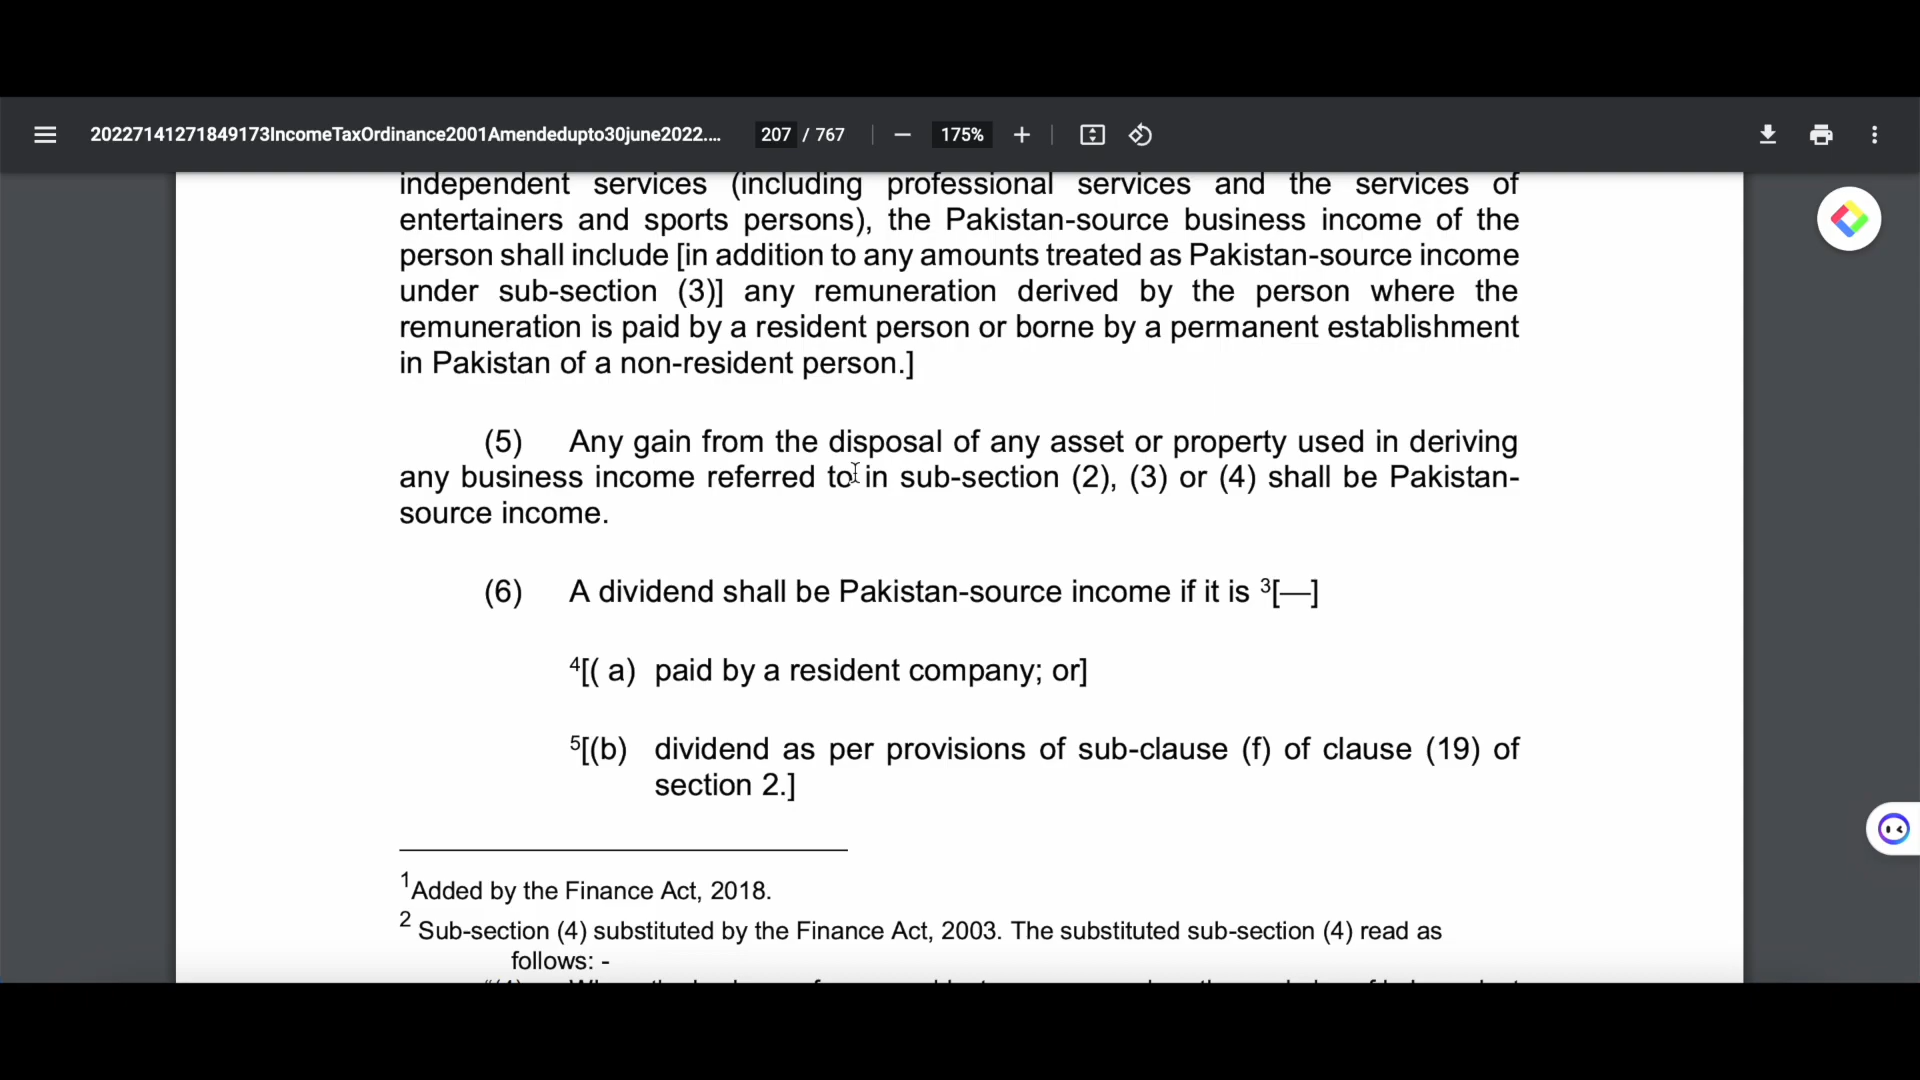 20227141271849173IncomeTaxOrdinance2001Amendedupto30june2022.... 207 / 767 — 175% +
independent services (including professional services and the services of
entertainers and sports persons), the Pakistan-source business income of the
person shall include [in addition to any amounts treated as Pakistan-source income
under sub-section (3)] any remuneration derived by the person where the
remuneration is paid by a resident person or borne by a permanent establishment
in Pakistan of a non-resident person.]
(5) Any gain from the disposal of any asset or property used in deriving
any business income referred to in sub-section (2), (3) or (4) shall be Pakistan-
source income.
(6) A dividend shall be Pakistan-source income if it is 3[—]
4[( a) paid by a resident company; or]
5[(b) dividend as per provisions of sub-clause (f) of clause (19) of
section 2.]
1Added by the Finance Act, 2018.
2 Sub-section (4) substituted by the Finance Act, 2003. The substituted sub-section (4) read as
follows: -